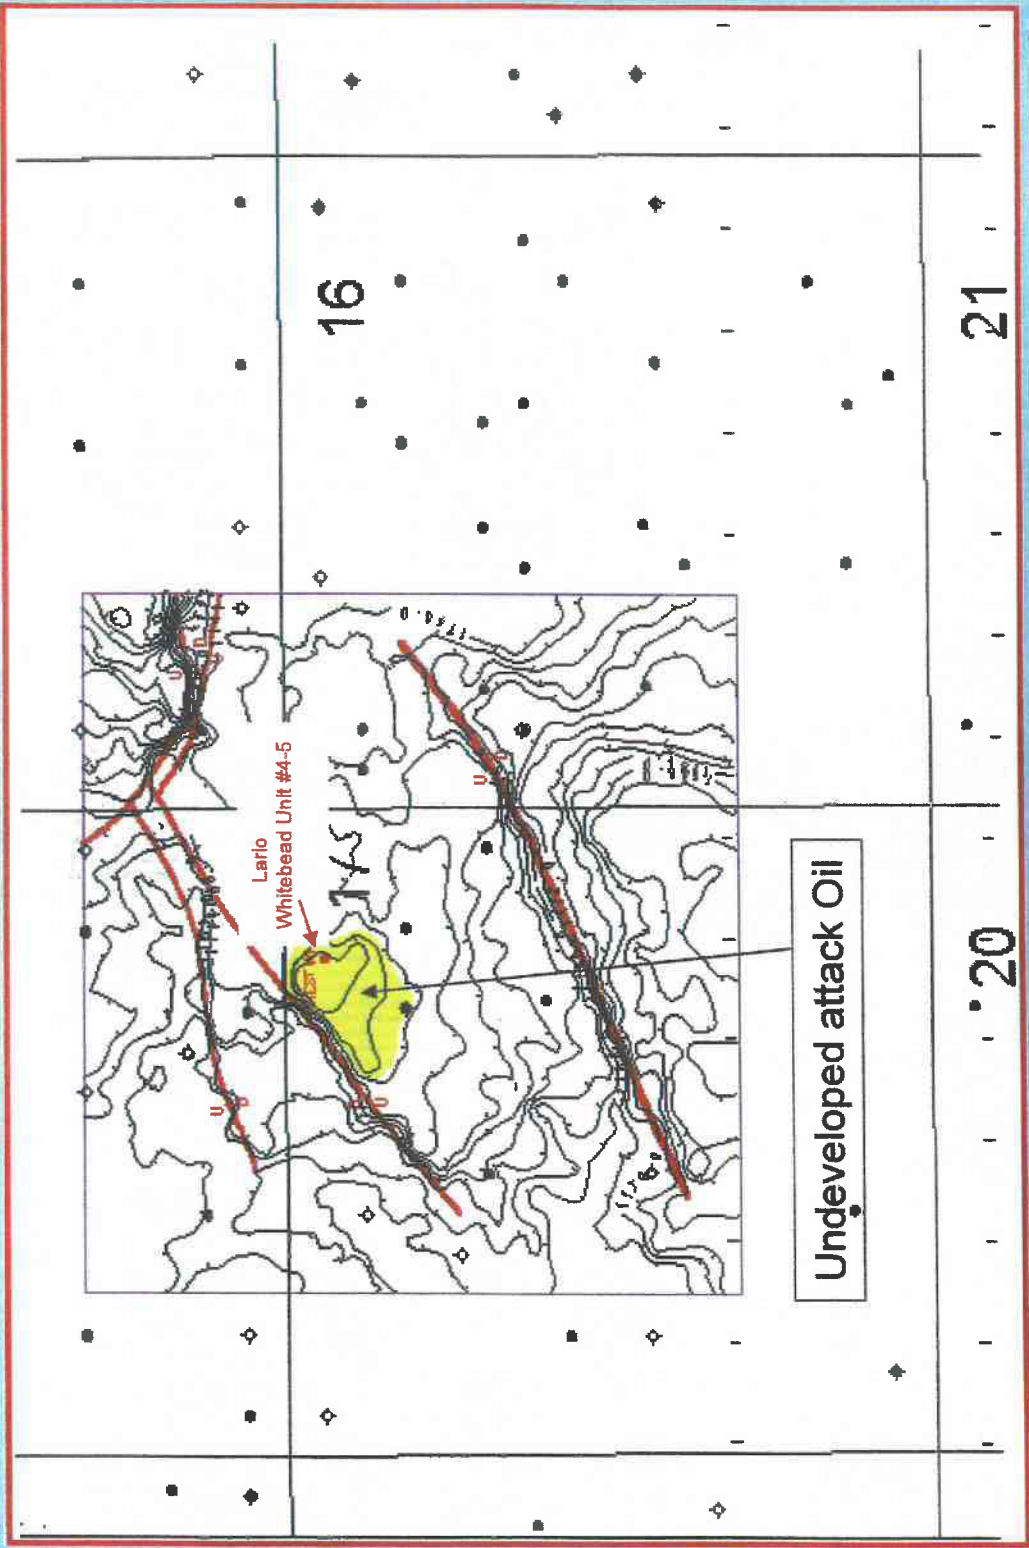 16
21
20
Lario
Whitebead Unit #4-5
U
D
U
U
D
U
Undeveloped attack Oil